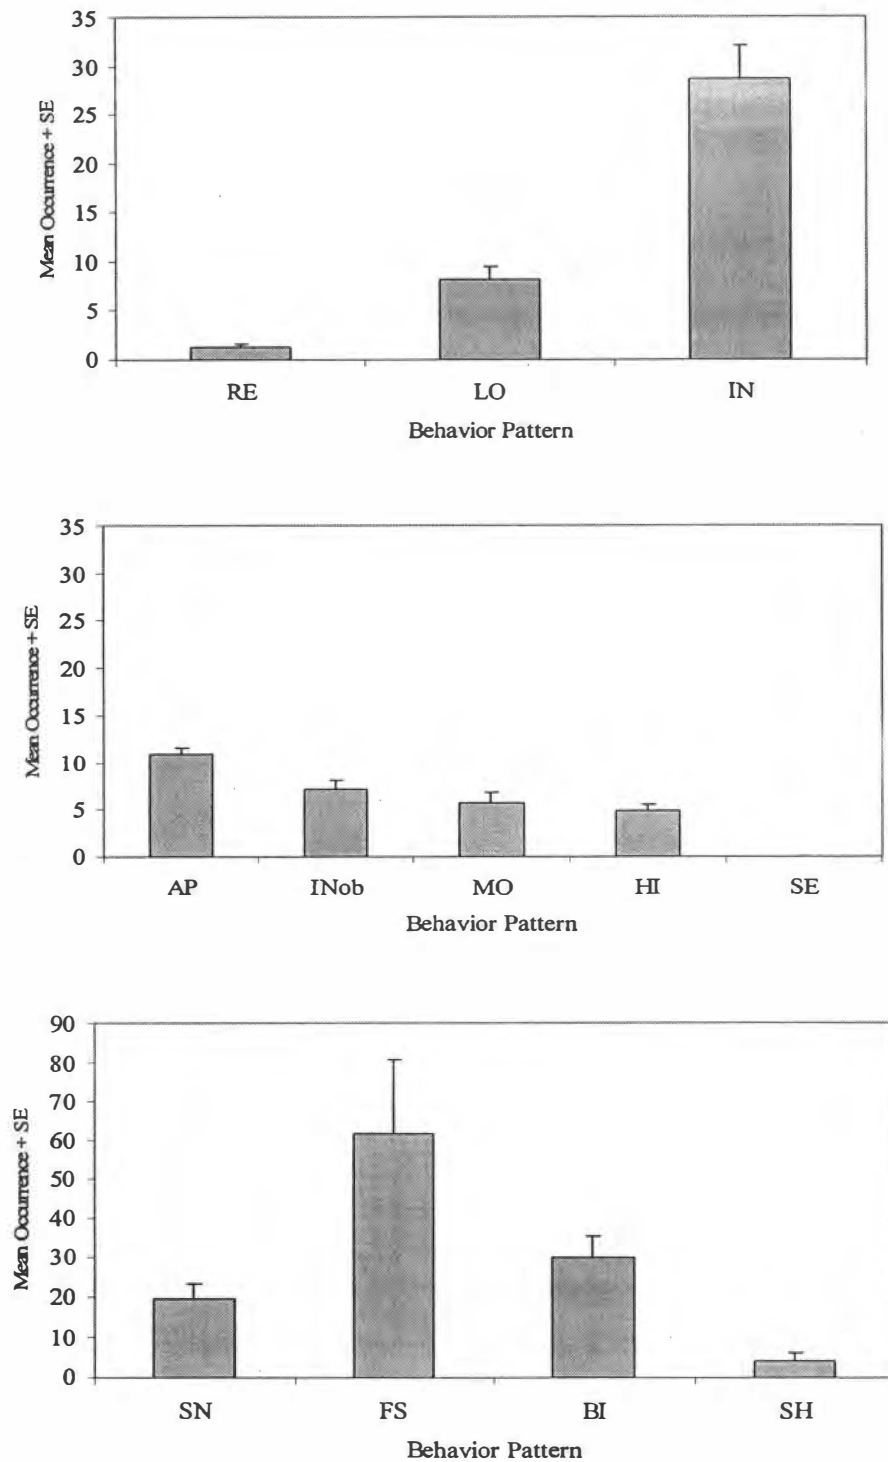 35
30
25
20
15
10
5
0
Mean Occurrence + SE
RE LO IN
Behavior Pattern
35
30
25
20
15
10
5
0
Mean Occurrence + SE
AP INob MO HI SE
Behavior Pattern
90
80
70
60
50
40
30
20
10
0
Mean Occurrence + SE
SN FS BI SH
Behavior Pattern